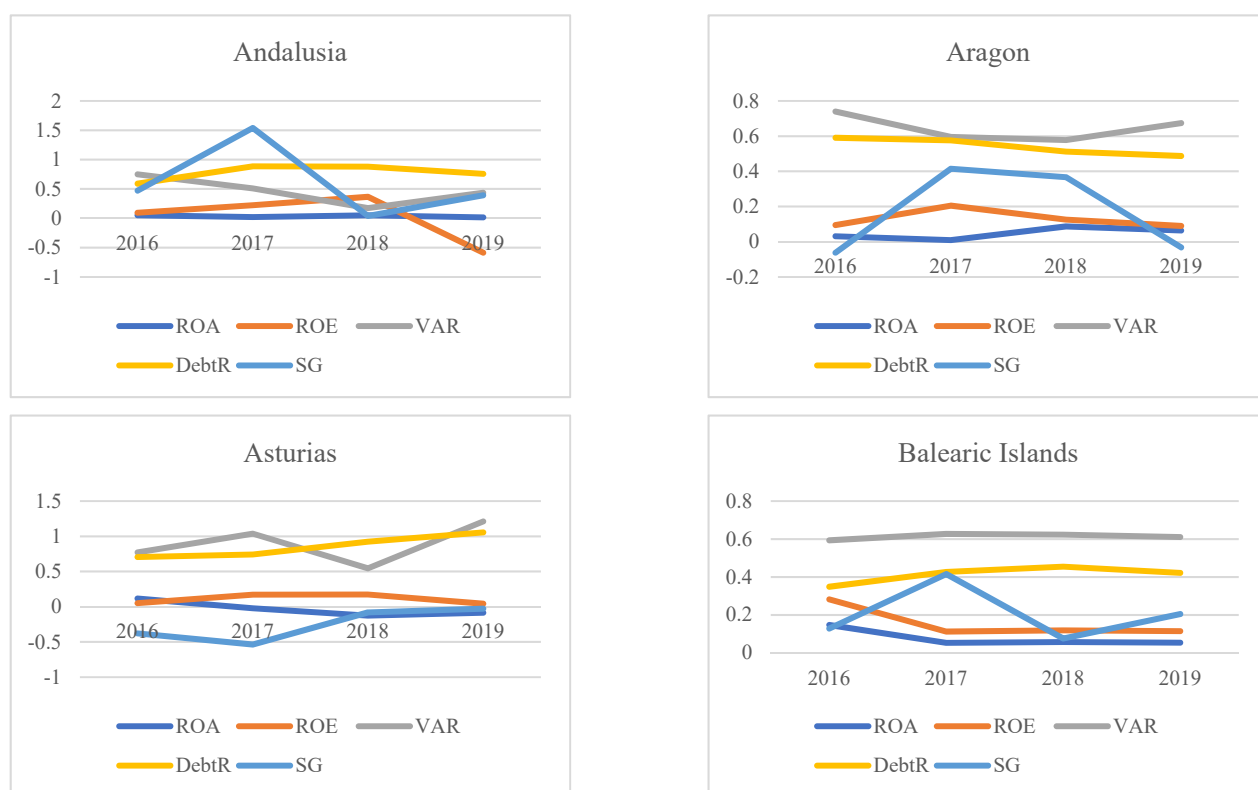 Andalusia
2
1.5
1
0.5
0
-0.5
-1
2016 2017 2018 2019
ROA ROE VAR
DebtR SG
Aragon
0.8
0.6
0.4
0.2
0
-0.2
2016 2017 2018 2019
ROA ROE VAR
DebtR SG
Asturias
1.5
1
0.5
0
-0.5
-1
2016 2017 2018 2019
ROA ROE VAR
DebtR SG
Balearic Islands
0.8
0.6
0.4
0.2
0
2016 2017 2018 2019
ROA ROE VAR
DebtR SG